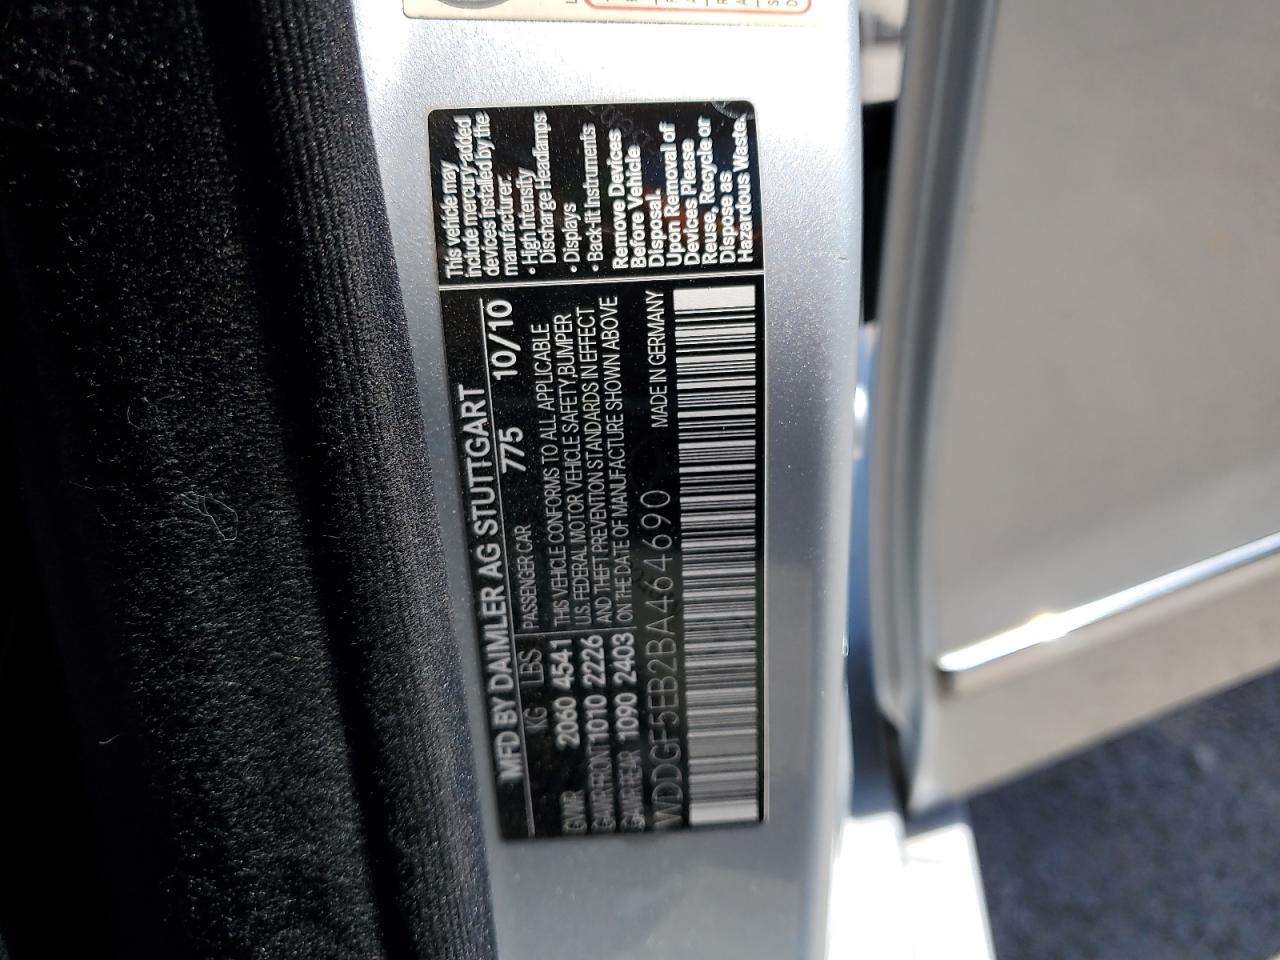 MFD BY DAIMLER AG STUTTGART
KG LBS PASSENGER CAR 775 10/10
GVWR 2060 4541
GAWR FRONT 1010 2226
GAWR REAR 1090 2403
THIS VEHICLE CONFORMS TO ALL APPLICABLE
U.S. FEDERAL MOTOR VEHICLE SAFETY,BUMPER
AND THEFT PREVENTION STANDARDS IN EFFECT
ON THE DATE OF MANUFACTURE SHOWN ABOVE
WDDGF5EB2BA464690 MADE IN GERMANY
This vehicle may
include mercury-added
devices installed by the
manufacturer:
• High Intensity
Discharge Headlamps
• Displays
• Back-lit Instruments
Remove Devices
Before Vehicle
Disposal.
Upon Removal of
Devices Please
Reuse, Recycle or
Dispose as
Hazardous Waste.